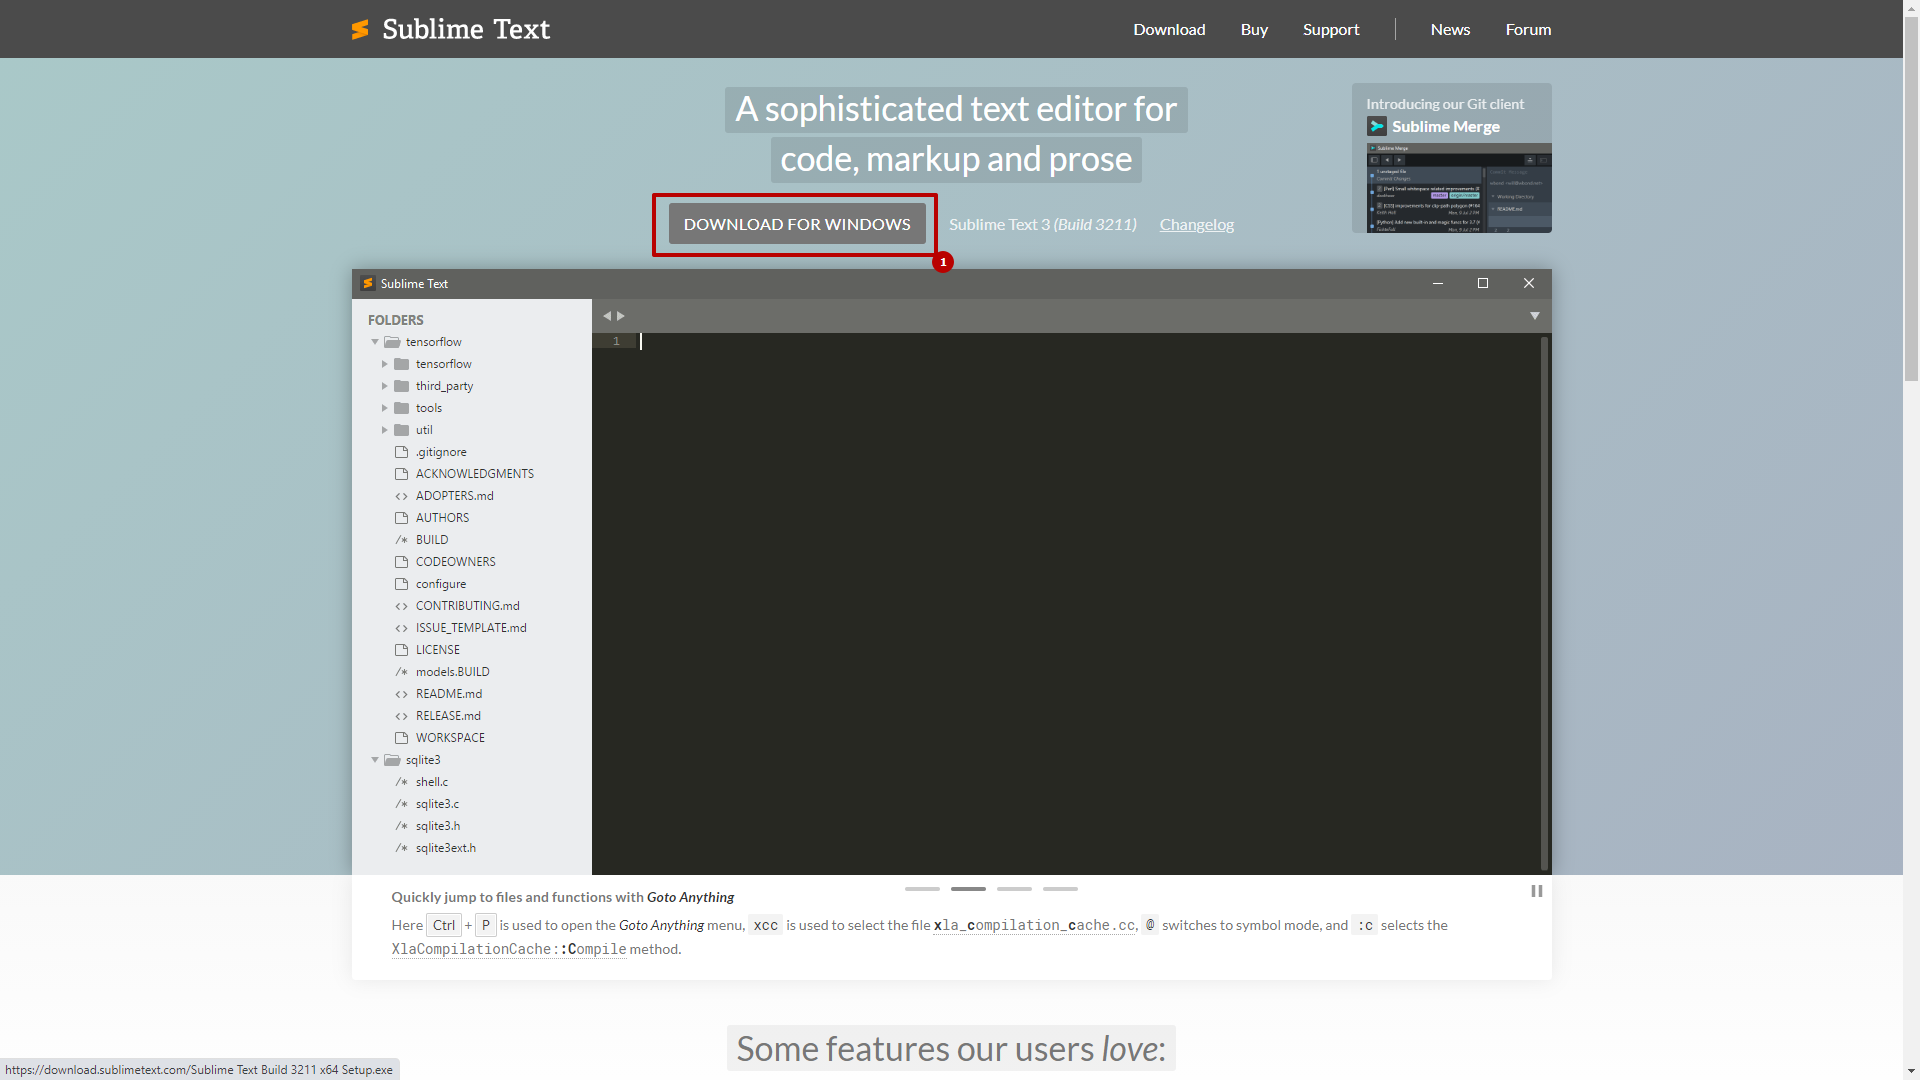 Sublime Text
Download Buy Support News Forum
A sophisticated text editor for
code, markup and prose
Introducing our Git client
Sublime Merge
DOWNLOAD FOR WINDOWS
Sublime Text 3 (Build 3211) Changelog
1
Sublime Text
FOLDERS
tensorflow
tensorflow
third_party
tools
util
.gitignore
ACKNOWLEDGMENTS
<> ADOPTERS.md
AUTHORS
/* BUILD
CODEOWNERS
configure
<> CONTRIBUTING.md
<> ISSUE_TEMPLATE.md
LICENSE
/* models.BUILD
<> README.md
<> RELEASE.md
WORKSPACE
sqlite3
/* shell.c
/* sqlite3.c
/* sqlite3.h
/* sqlite3ext.h
1
Quickly jump to files and functions with Goto Anything
Here Ctrl + P is used to open the Goto Anything menu, xcc is used to select the file xla_compilation_cache.cc, @ switches to symbol mode, and :c selects the
XlaCompilationCache::Compile method.
Some features our users love:
https://download.sublimetext.com/Sublime Text Build 3211 x64 Setup.exe